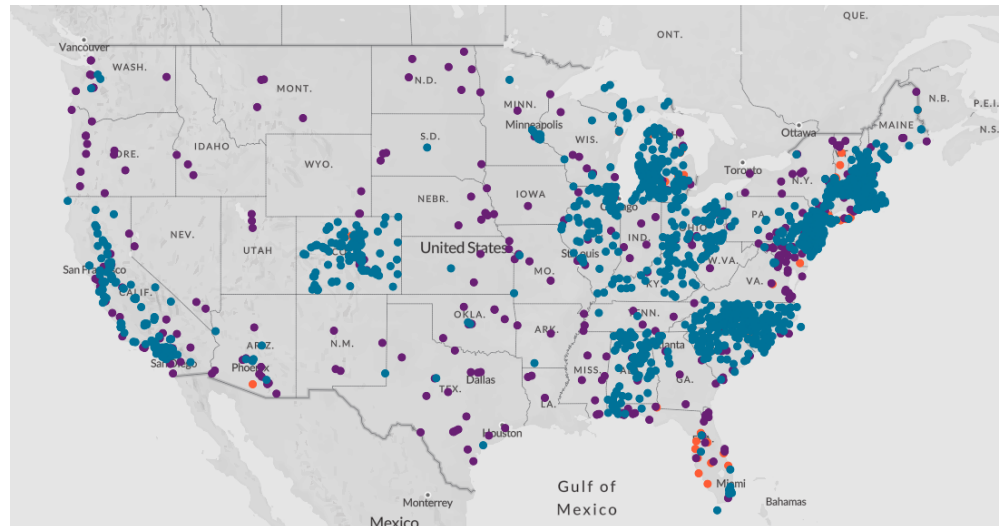 QUE.
ONT.
Vancouver
WASH.
MONT.
N.D.
MINN.
N.B.
P.E.I.
N.S.
Minneapolis
WIS.
Ottawa
MAINE
ORE.
IDAHO
S.D.
WYO.
Toronto
N.Y.
NEBR.
IOWA
PA.
NEV.
UTAH
United States
IND.
OHIO
W.VA.
San Francisco
CALIF.
MO.
St. Louis
KY.
VA.
OKLA.
TENN.
San Diego
ARIZ.
Phoenix
N.M.
ARK.
MISS.
GA.
Dallas
TEX.
LA.
Houston
Miami
Gulf of
Mexico
Bahamas
Monterrey
Mexico